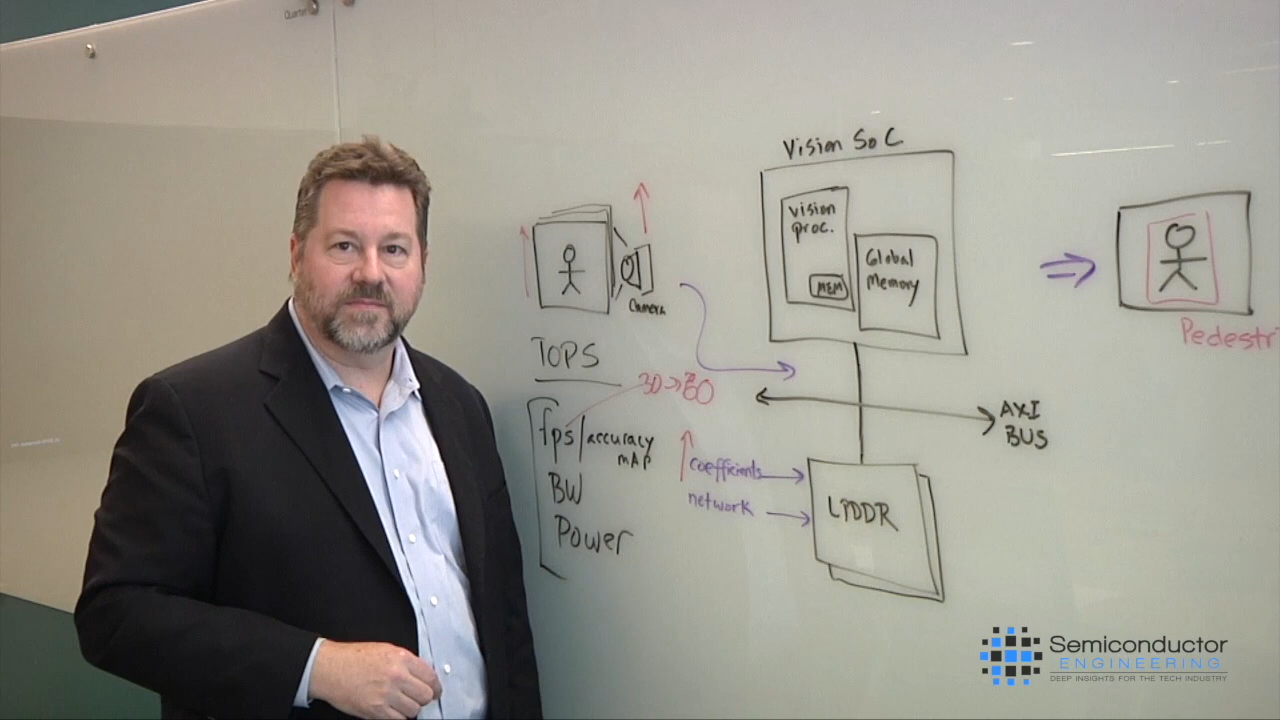 Quarter
Vision SoC
Vision
proc.
MEM
Global
Memory
Camera
TOPS
30→60
fps/accuracy
mAP
BW
Power
coefficients
network
AXI
BUS
LPDDR
Pedestri
Semiconductor
ENGINEERING
DEEP INSIGHTS FOR THE TECH INDUSTRY